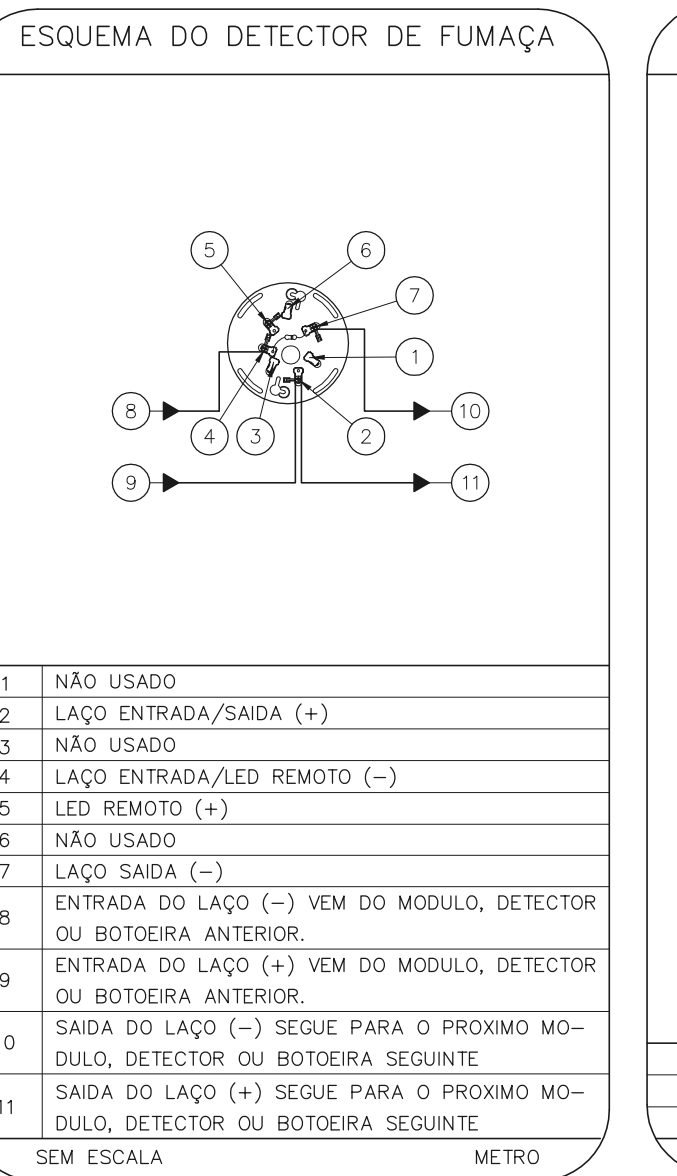 ESQUEMA DO DETECTOR DE FUMAÇA
5
6
7
1
8
10
4
3
2
9
11
1 NÃO USADO
2 LAÇO ENTRADA/SAIDA (+)
3 NÃO USADO
4 LAÇO ENTRADA/LED REMOTO (–)
5 LED REMOTO (+)
6 NÃO USADO
7 LAÇO SAIDA (–)
8 ENTRADA DO LAÇO (–) VEM DO MODULO, DETECTOR
OU BOTOEIRA ANTERIOR.
9 ENTRADA DO LAÇO (+) VEM DO MODULO, DETECTOR
OU BOTOEIRA ANTERIOR.
10 SAIDA DO LAÇO (–) SEGUE PARA O PROXIMO MO–
DULO, DETECTOR OU BOTOEIRA SEGUINTE
11 SAIDA DO LAÇO (+) SEGUE PARA O PROXIMO MO–
DULO, DETECTOR OU BOTOEIRA SEGUINTE
SEM ESCALA METRO